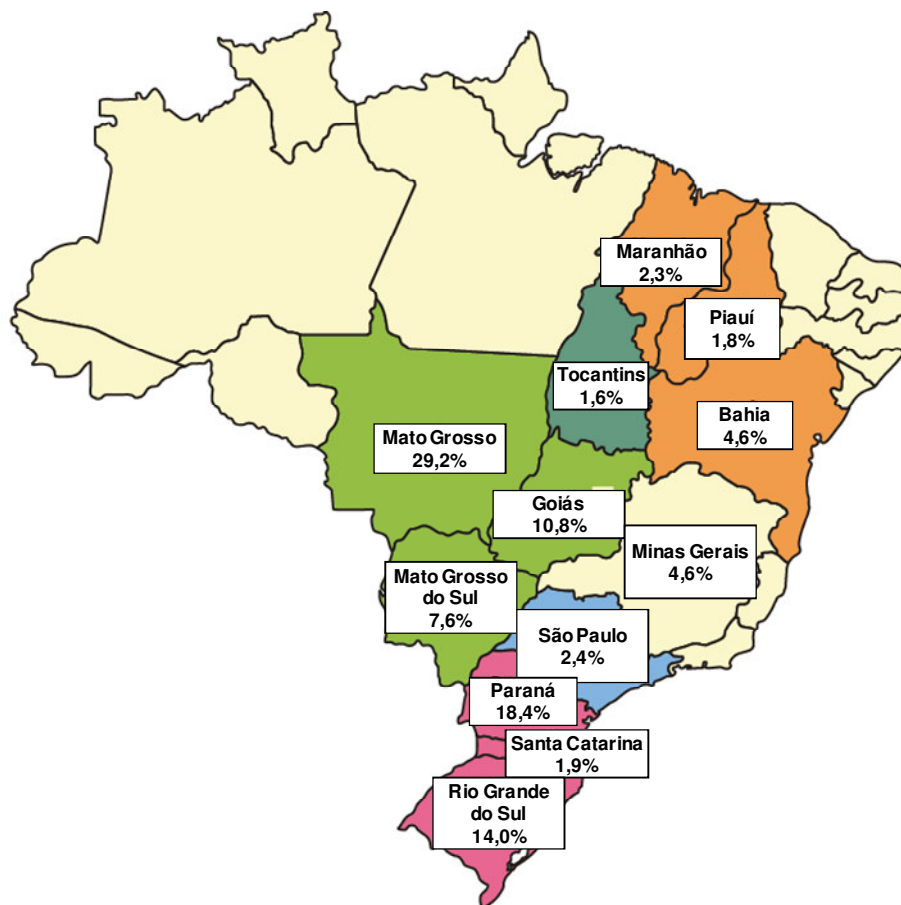 Maranhão
2,3%
Piauí
1,8%
Tocantins
1,6%
Bahia
4,6%
Mato Grosso
29,2%
Goiás
10,8%
Minas Gerais
4,6%
Mato Grosso
do Sul
7,6%
São Paulo
2,4%
Paraná
18,4%
Santa Catarina
1,9%
Rio Grande
do Sul
14,0%